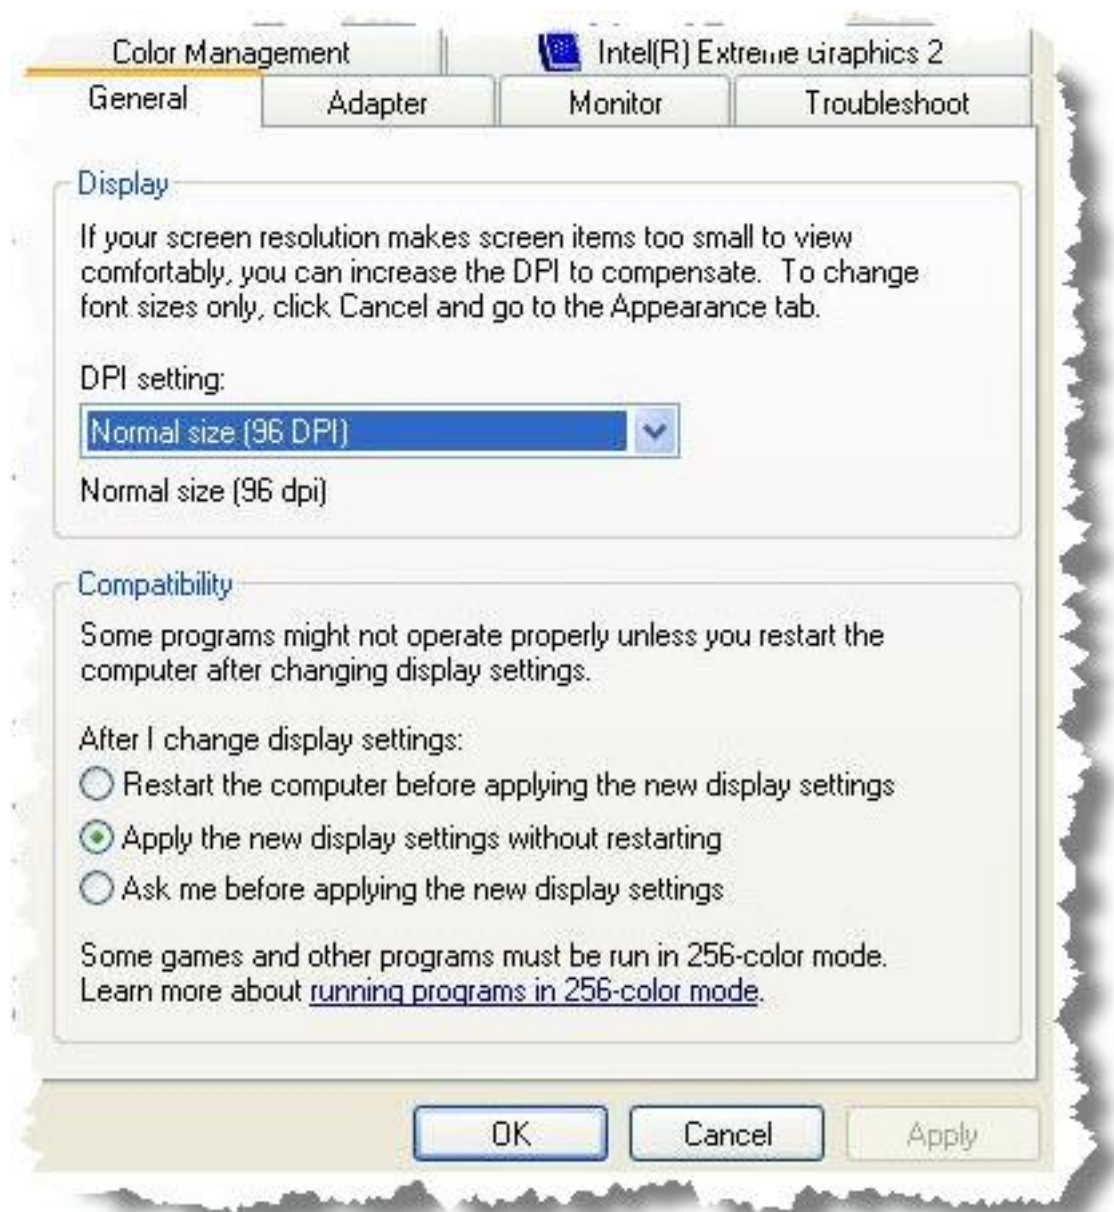 Color Management
Intel(R) Extreme Graphics 2
General
Adapter
Monitor
Troubleshoot
Display
If your screen resolution makes screen items too small to view
comfortably, you can increase the DPI to compensate. To change
font sizes only, click Cancel and go to the Appearance tab.
DPI setting:
Normal size (96 DPI)
Normal size (96 dpi)
Compatibility
Some programs might not operate properly unless you restart the
computer after changing display settings.
After I change display settings:
Restart the computer before applying the new display settings
Apply the new display settings without restarting
Ask me before applying the new display settings
Some games and other programs must be run in 256-color mode.
Learn more about running programs in 256-color mode.
OK
Cancel
Apply